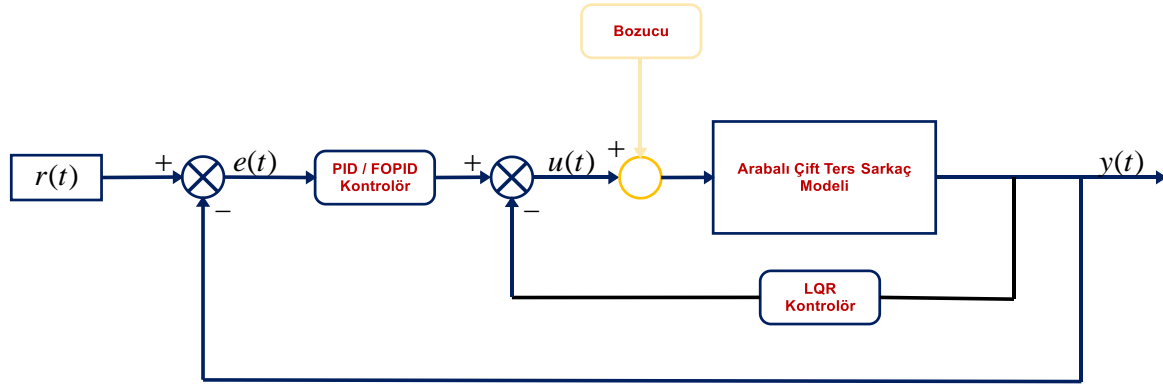 Bozucu
r(t)
+
−
e(t)
PID / FOPID
Kontrolör
+
−
u(t)
+
Arabalı Çift Ters Sarkaç
Modeli
y(t)
LQR
Kontrolör